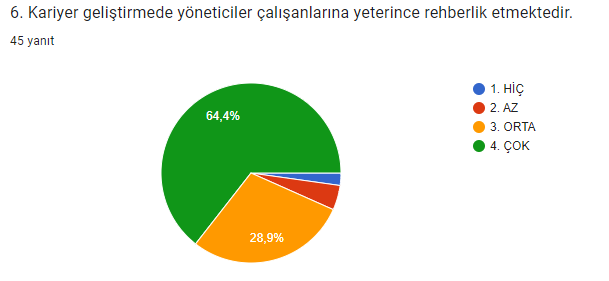 6. Kariyer geliştirmede yöneticiler çalışanlarına yeterince rehberlik etmektedir.
45 yanıt
64,4%
28,9%
1. HİÇ
2. AZ
3. ORTA
4. ÇOK